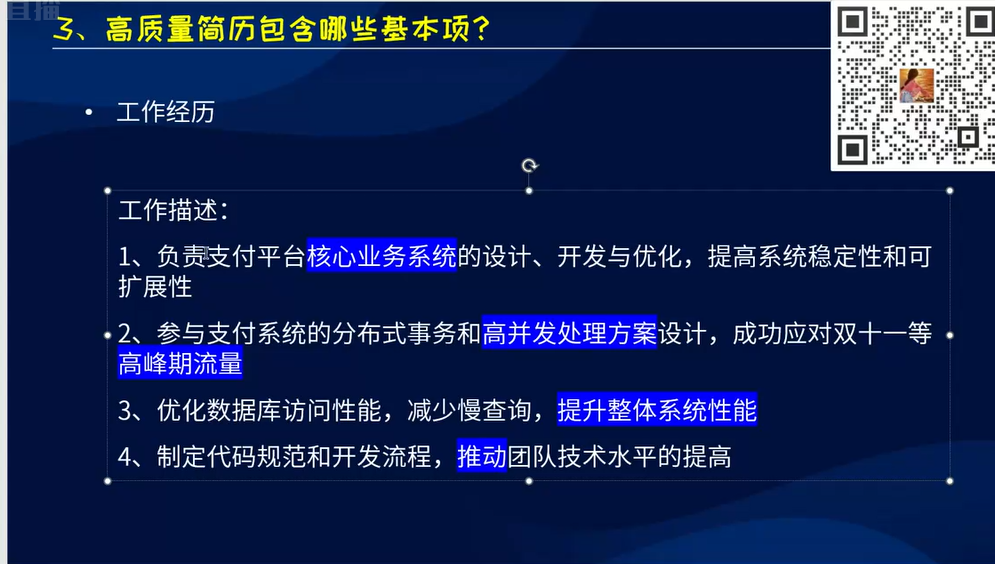 直播
3、高质量简历包含哪些基本项？
• 工作经历
工作描述：
1、负责支付平台核心业务系统的设计、开发与优化，提高系统稳定性和可
扩展性
2、参与支付系统的分布式事务和高并发处理方案设计，成功应对双十一等
高峰期流量
3、优化数据库访问性能，减少慢查询，提升整体系统性能
4、制定代码规范和开发流程，推动团队技术水平的提高